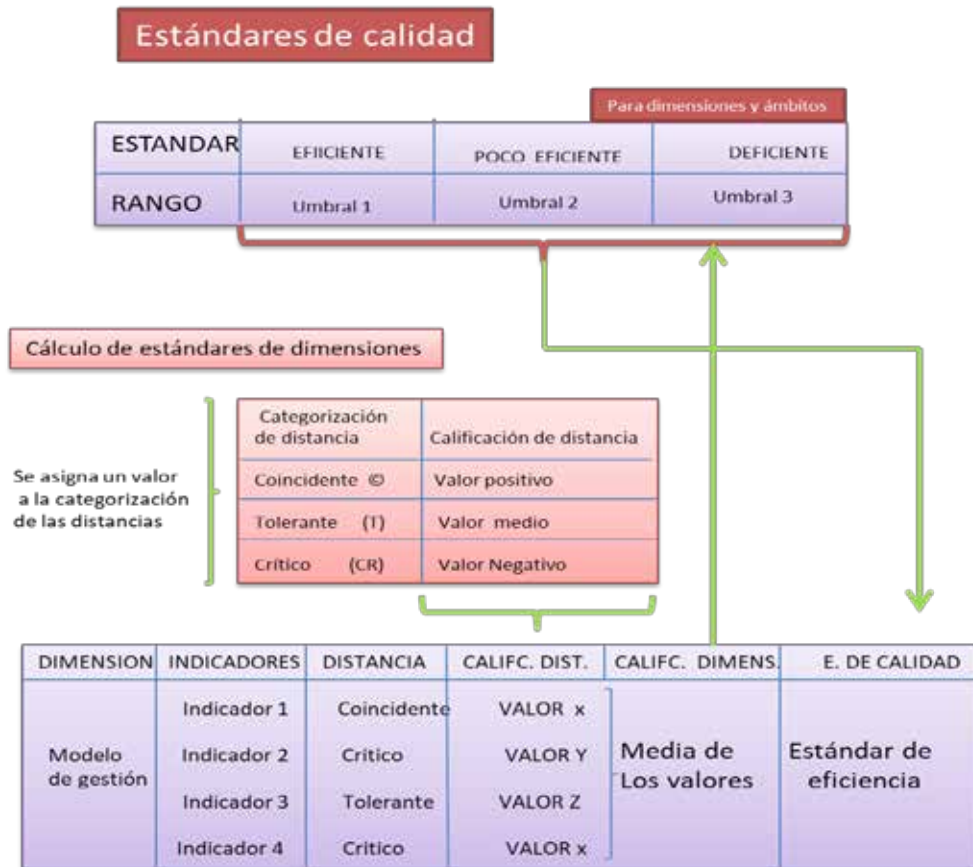 Estándares de calidad
Para dimensiones y ámbitos
ESTANDAR EFIICIENTE POCO EFICIENTE DEFICIENTE
RANGO Umbral 1 Umbral 2 Umbral 3
Cálculo de estándares de dimensiones
Se asigna un valor
a la categorización
de las distancias
Categorización
de distancia Calificación de distancia
Coincidente © Valor positivo
Tolerante (T) Valor medio
Crítico (CR) Valor Negativo
DIMENSION INDICADORES DISTANCIA CALIFC. DIST. CALIFC. DIMENS. E. DE CALIDAD
Indicador 1 Coincidente VALOR x
Modelo
de gestión
Indicador 2 Critico VALOR Y
Media de
Los valores
Estándar de
eficiencia
Indicador 3 Tolerante VALOR Z
Indicador 4 Critico VALOR x